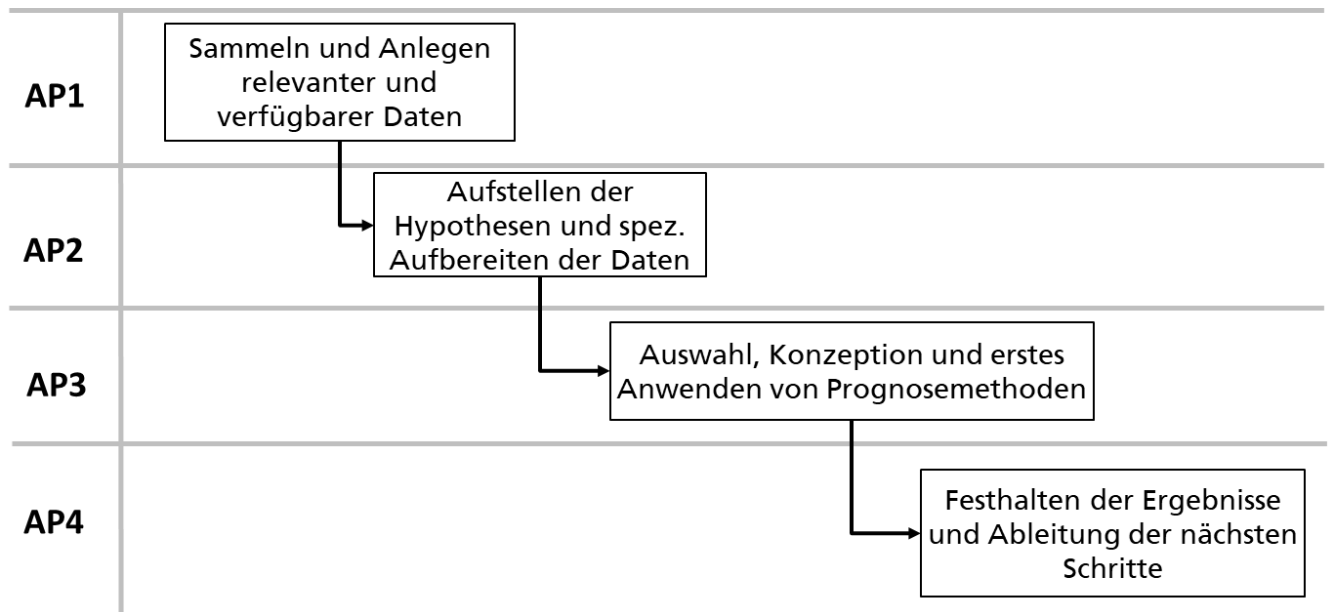 AP1
Sammeln und Anlegen
relevanter und
verfügbarer Daten
AP2
Aufstellen der
Hypothesen und spez.
Aufbereiten der Daten
AP3
Auswahl, Konzeption und erstes
Anwenden von Prognosemethoden
AP4
Festhalten der Ergebnisse
und Ableitung der nächsten
Schritte